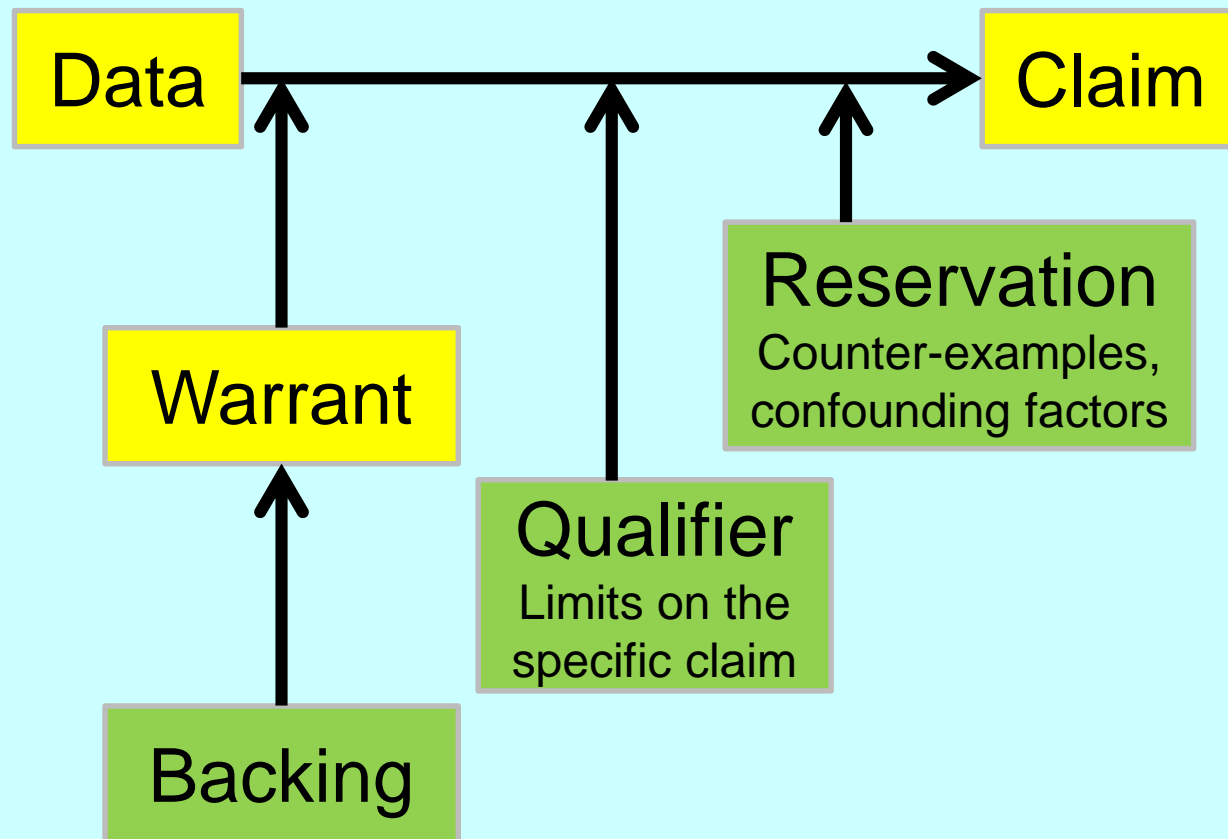 Data
Claim
Reservation
Counter-examples,
confounding factors
Warrant
Qualifier
Limits on the
specific claim
Backing